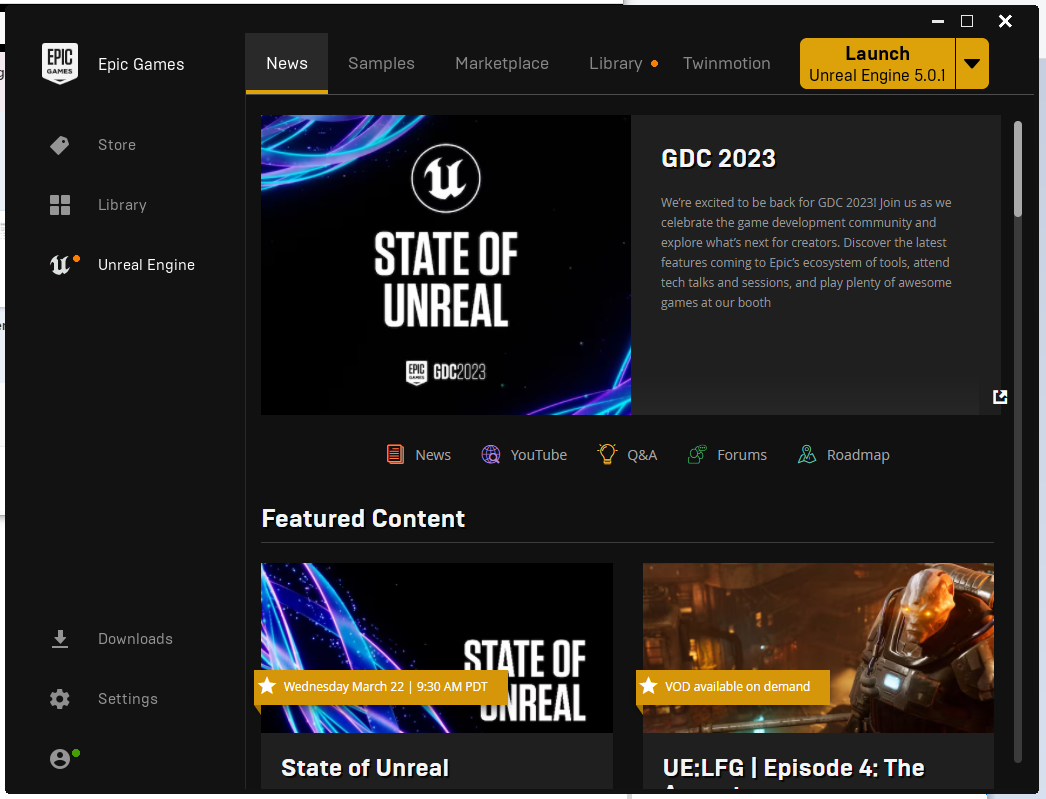 EPIC
GAMES
Epic Games
Store
Library
Unreal Engine
Downloads
Settings
News
Samples
Marketplace
Library
Twinmotion
Launch
Unreal Engine 5.0.1
STATE OF
UNREAL
EPIC
GAMES
GDC2023
GDC 2023
We're excited to be back for GDC 2023! Join us as we
celebrate the game development community and
explore what's next for creators. Discover the latest
features coming to Epic's ecosystem of tools, attend
tech talks and sessions, and play plenty of awesome
games at our booth
News
YouTube
Q&A
Forums
Roadmap
Featured Content
STATE OF
UNREAL
Wednesday March 22 | 9:30 AM PDT
State of Unreal
VOD available on demand
UE:LFG | Episode 4: The